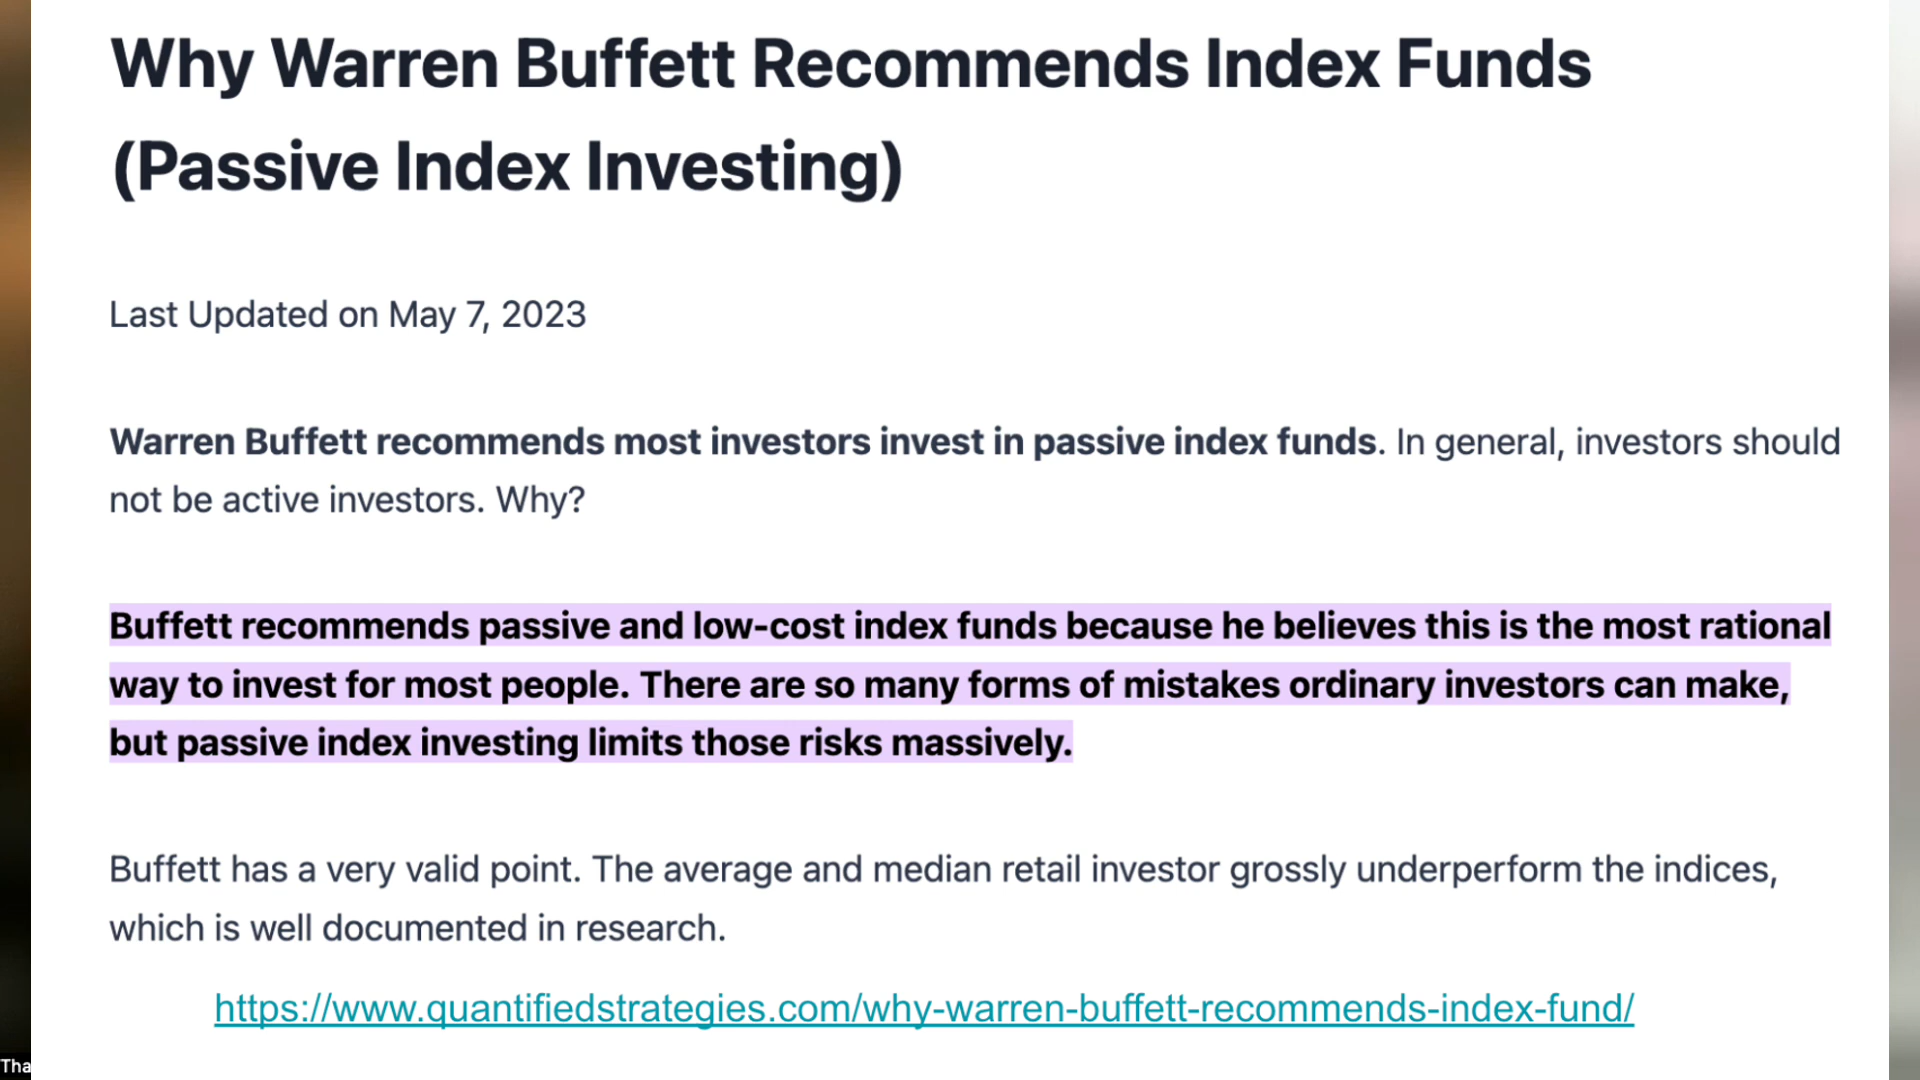 Why Warren Buffett Recommends Index Funds
(Passive Index Investing)
Last Updated on May 7, 2023
Warren Buffett recommends most investors invest in passive index funds. In general, investors should
not be active investors. Why?
Buffett recommends passive and low-cost index funds because he believes this is the most rational
way to invest for most people. There are so many forms of mistakes ordinary investors can make,
but passive index investing limits those risks massively.
Buffett has a very valid point. The average and median retail investor grossly underperform the indices,
which is well documented in research.
https://www.quantifiedstrategies.com/why-warren-buffett-recommends-index-fund/
Tha